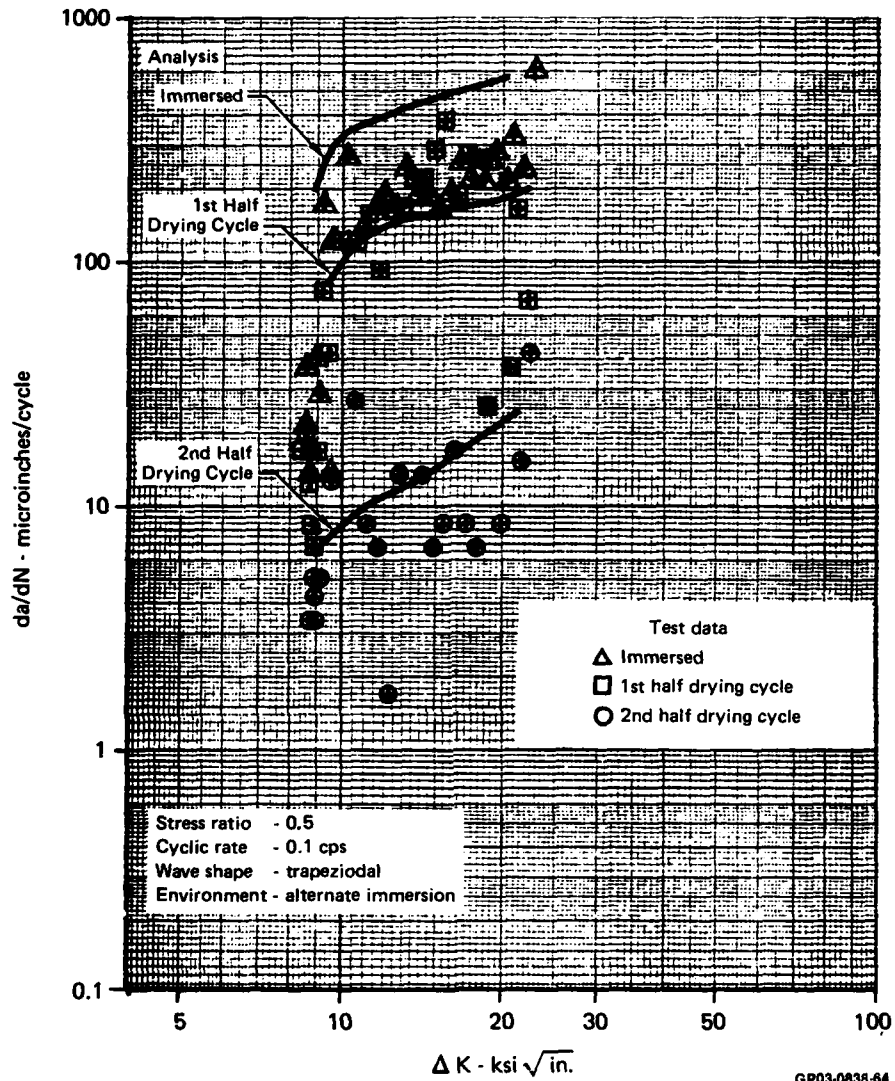 1000
Analysis
Immersed
1st Half
Drying Cycle
100
da/dN - microinches/cycle
2nd Half
Drying Cycle
10
Test data
Immersed
1st half drying cycle
2nd half drying cycle
1
Stress ratio - 0.5
Cyclic rate - 0.1 cps
Wave shape - trapeziodal
Environment - alternate immersion
0.1
5 10 20 30 50 100
Δ K - ksi √in.
GP03-0838-64